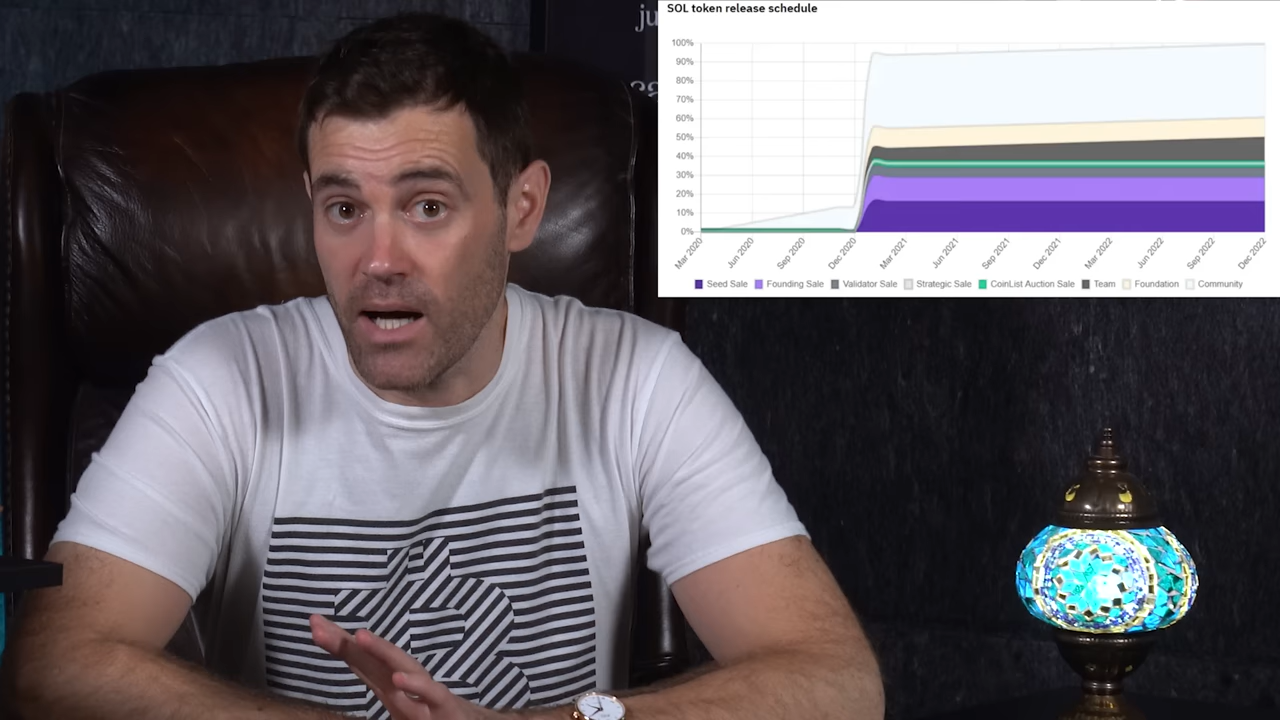 ju
SOL token release schedule
100%
90%
80%
70%
60%
50%
40%
30%
20%
10%
0%
Mar 2020
Jun 2020
Sep 2020
Dec 2020
Mar 2021
Jun 2021
Sep 2021
Dec 2021
Mar 2022
Jun 2022
Sep 2022
Dec 2022
Seed Sale Founding Sale Validator Sale Strategic Sale CoinList Auction Sale Team Foundation Community